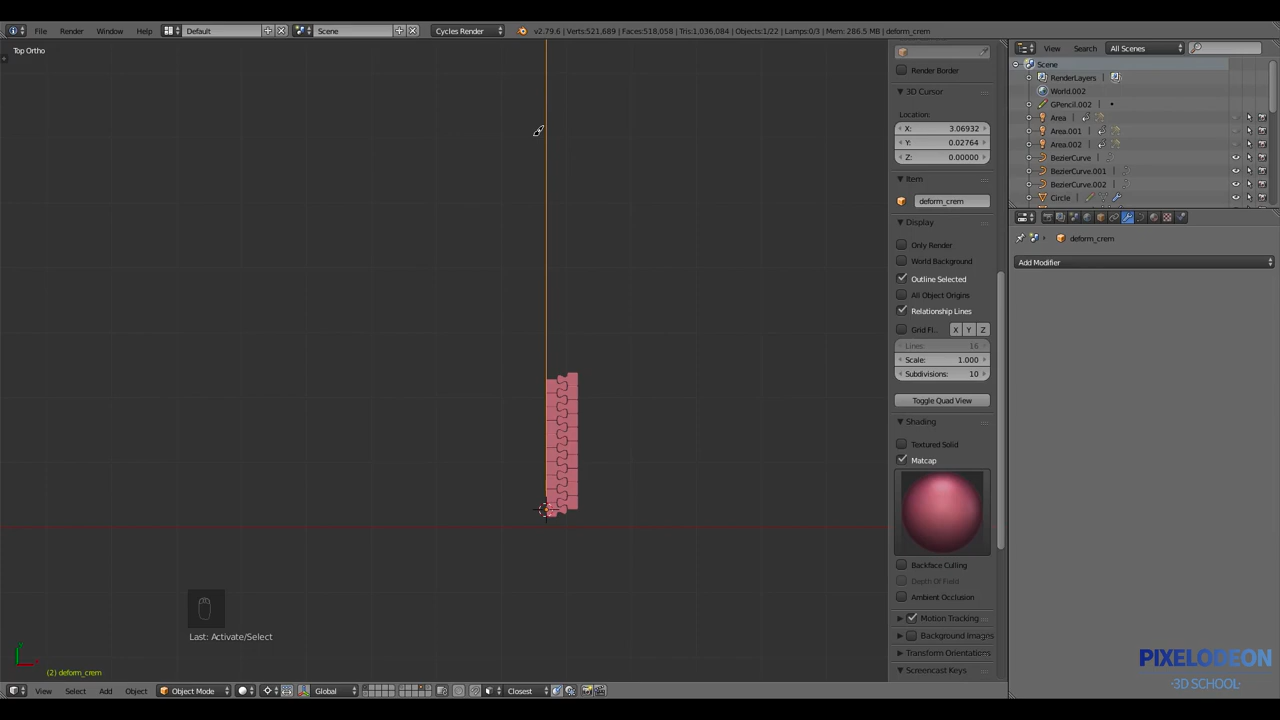 File Render Window Help Default Scene Cycles Render v2.79.6 | Verts:521.689 | Faces:518.058 | Tris:1,036,084 | Objects:1/22 | Lamps:0/3 | Mem: 286.5 MB | deform_crem
Top Ortho
Render Border
3D Cursor
Location:
X: 3.06932
Y: 0.02764
Z: 0.00000
Item
deform_crem
Display
Only Render
World Background
Outline Selected
All Object Origins
Relationship Lines
Grid Fl... X Y Z
Lines: 16
Scale: 1.000
Subdivisions: 10
Toggle Quad View
Shading
Textured Solid
Matcap
Backface Culling
Depth Of Field
Ambient Occlusion
Motion Tracking
Background Images
Transform Orientations
Screencast Keys
View Search All Scenes
Scene
RenderLayers
World.002
GPencil.002
Area
Area.001
Area.002
BezierCurve
BezierCurve.001
BezierCurve.002
Circle
deform_crem
Add Modifier
Last: Activate/Select
(2) deform_crem
View Select Add Object Object Mode Global Closest
PIXELODEON
3D SCHOOL